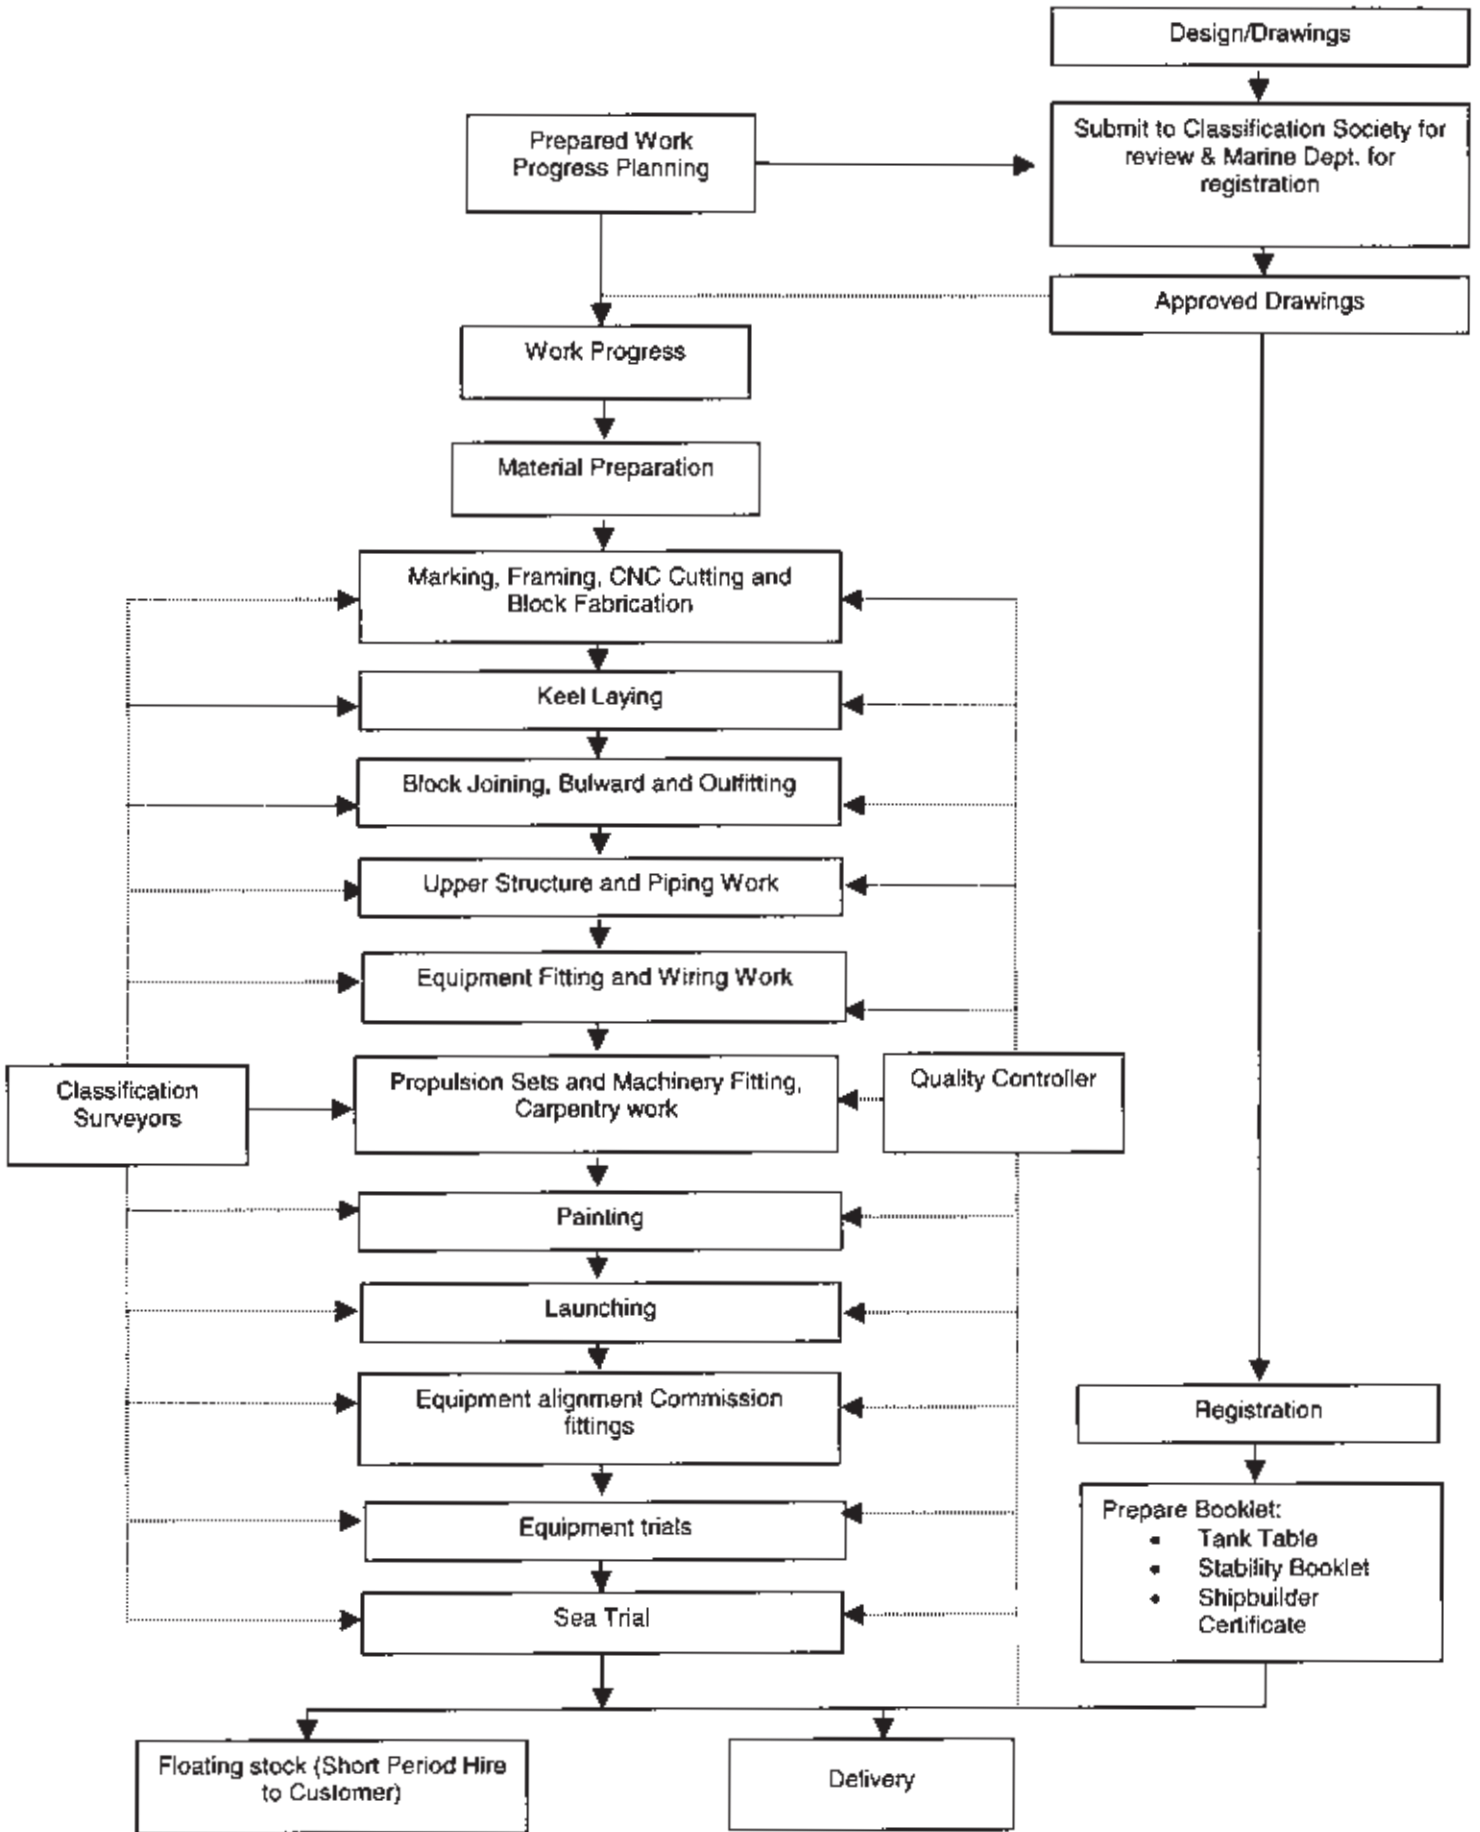 Design/Drawings
Submit to Classification Society for
review & Marine Dept. for
registration
Prepared Work
Progress Planning
Approved Drawings
Work Progress
Material Preparation
Marking, Framing, CNC Cutting and
Block Fabrication
Keel Laying
Block Joining, Bulward and Outfitting
Upper Structure and Piping Work
Equipment Fitting and Wiring Work
Classification
Surveyors
Propulsion Sets and Machinery Fitting,
Carpentry work
Quality Controller
Painting
Launching
Equipment alignment Commission
fittings
Registration
Equipment trials
Prepare Booklet:
• Tank Table
• Stability Booklet
• Shipbuilder
Certificate
Sea Trial
Floating stock (Short Period Hire
to Customer)
Delivery